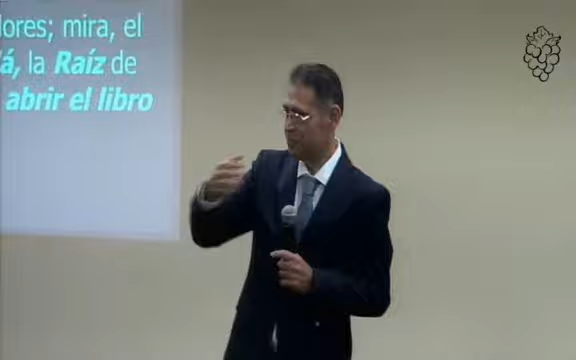 lores; mira, el
á, la Raíz de
abrir el libro